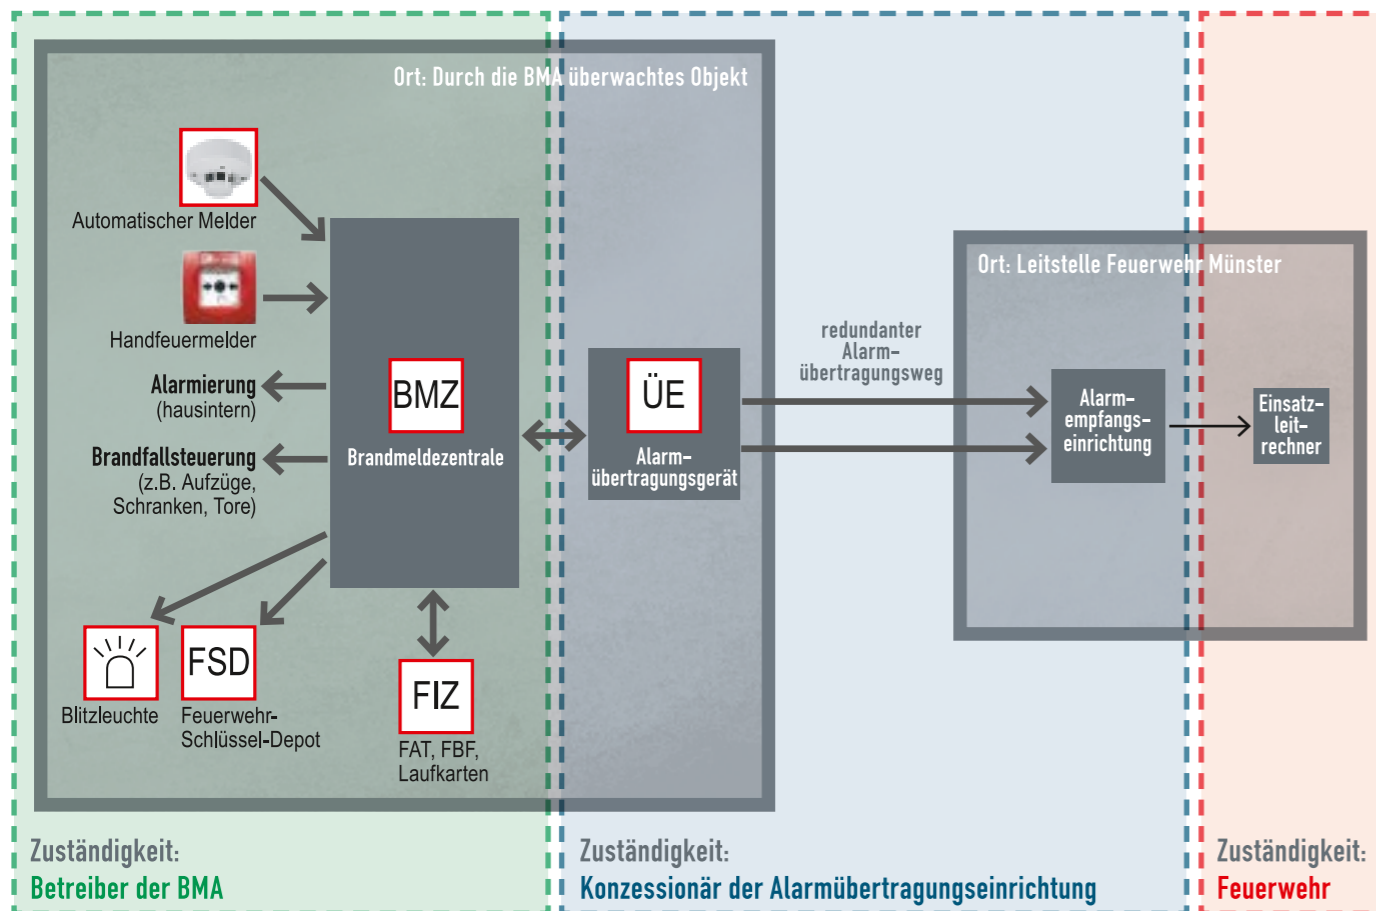 Ort: Durch die BMA überwachtes Objekt
Automatischer Melder
Handfeuermelder
Alarmierung
(hausintern)
Brandfallsteuerung
(z.B. Aufzüge,
Schranken, Tore)
BMZ
Brandmeldezentrale
Blitzleuchte
FSD
Feuerwehr-
Schlüssel-Depot
FIZ
FAT, FBF,
Laufkarten
ÜE
Alarm-
übertragungsgerät
redundanter
Alarm-
übertragungsweg
Ort: Leitstelle Feuerwehr Münster
Alarm-
empfangs-
einrichtung
Einsatz-
leit-
rechner
Zuständigkeit:
Betreiber der BMA
Zuständigkeit:
Konzessionär der Alarmübertragungseinrichtung
Zuständigkeit:
Feuerwehr